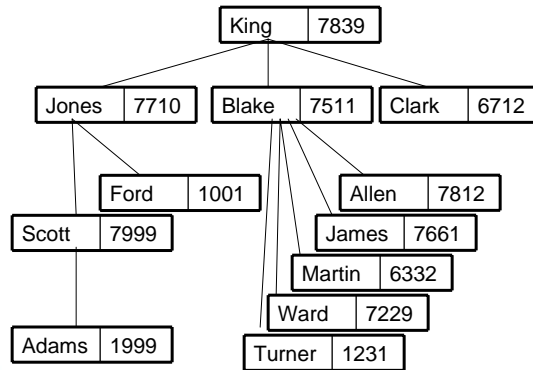 King 7839
Jones 7710
Blake 7511
Clark 6712
Ford 1001
Allen 7812
Scott 7999
James 7661
Martin 6332
Ward 7229
Adams 1999
Turner 1231